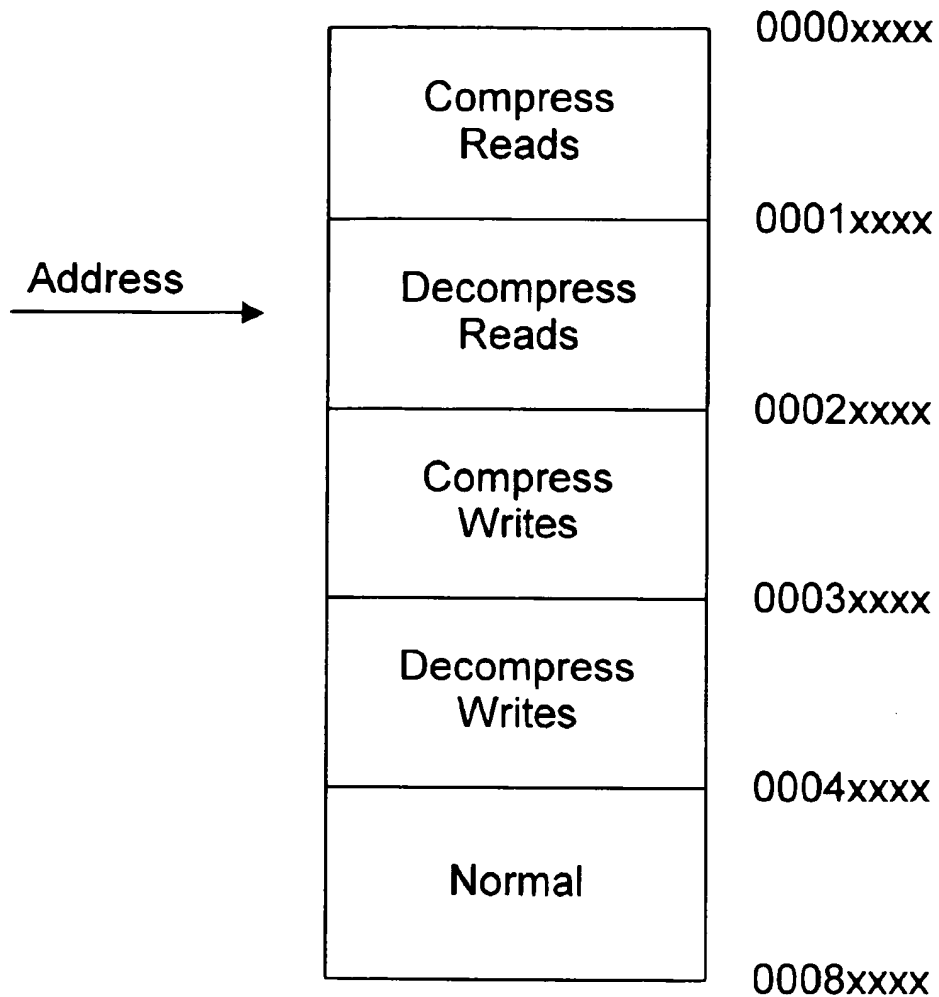 0000xxxx
Compress
Reads
0001xxxx
Address
Decompress
Reads
0002xxxx
Compress
Writes
0003xxxx
Decompress
Writes
0004xxxx
Normal
0008xxxx